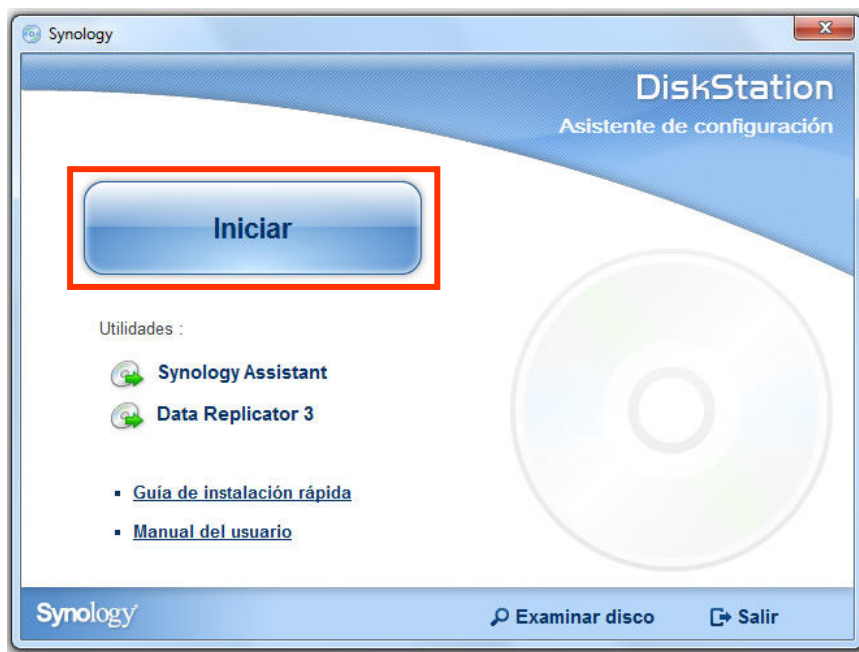 Synology
DiskStation
Asistente de configuración
Iniciar
Utilidades :
Synology Assistant
Data Replicator 3
Guía de instalación rápida
Manual del usuario
Synology
Examinar disco
Salir